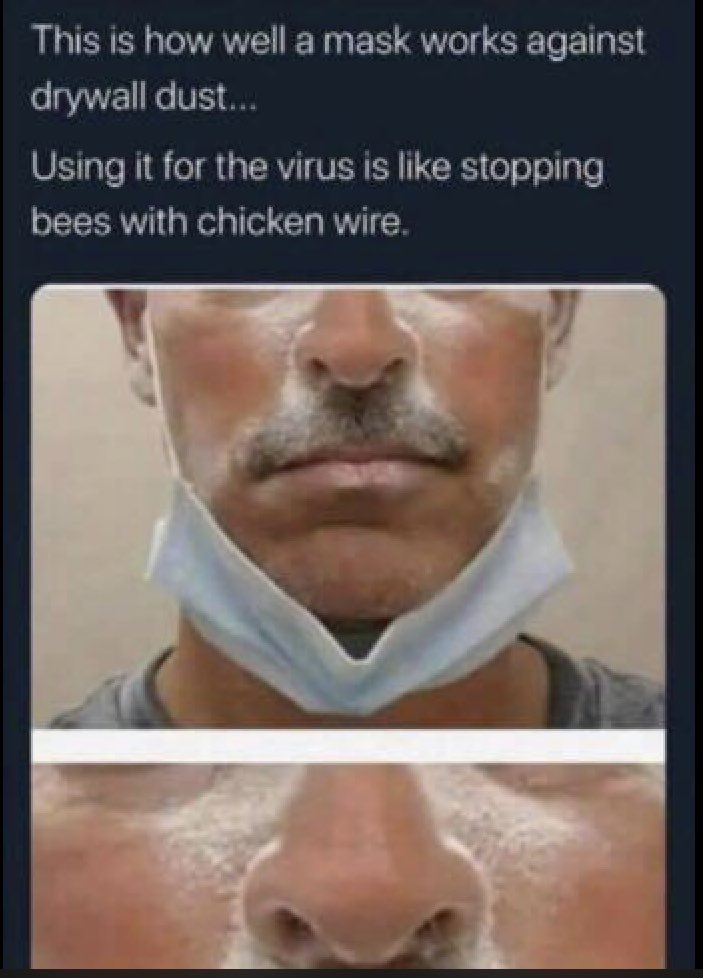 This is how well a mask works against
drywall dust...
Using it for the virus is like stopping
bees with chicken wire.